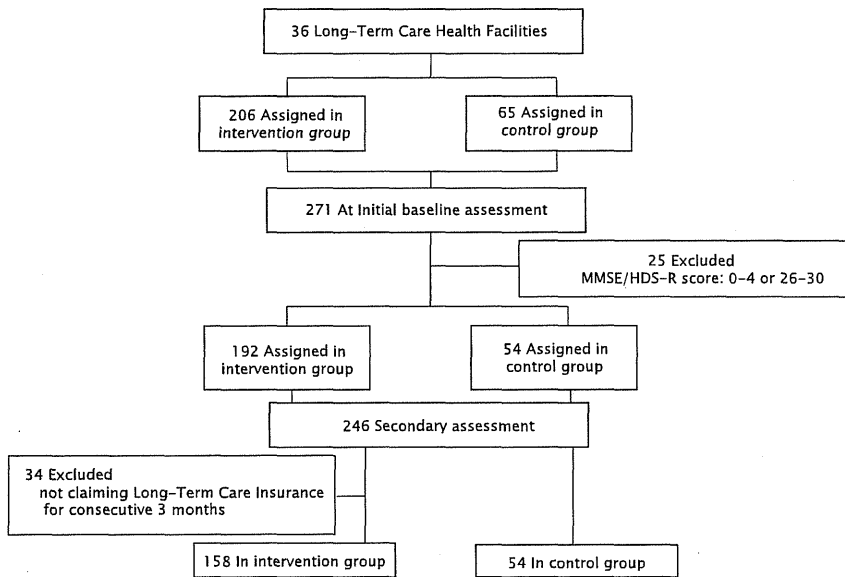 36 Long-Term Care Health Facilities
206 Assigned in
intervention group
65 Assigned in
control group
271 At Initial baseline assessment
25 Excluded
MMSE/HDS-R score: 0-4 or 26-30
192 Assigned in
intervention group
54 Assigned in
control group
246 Secondary assessment
34 Excluded
not claiming Long-Term Care Insurance
for consecutive 3 months
158 In intervention group
54 In control group